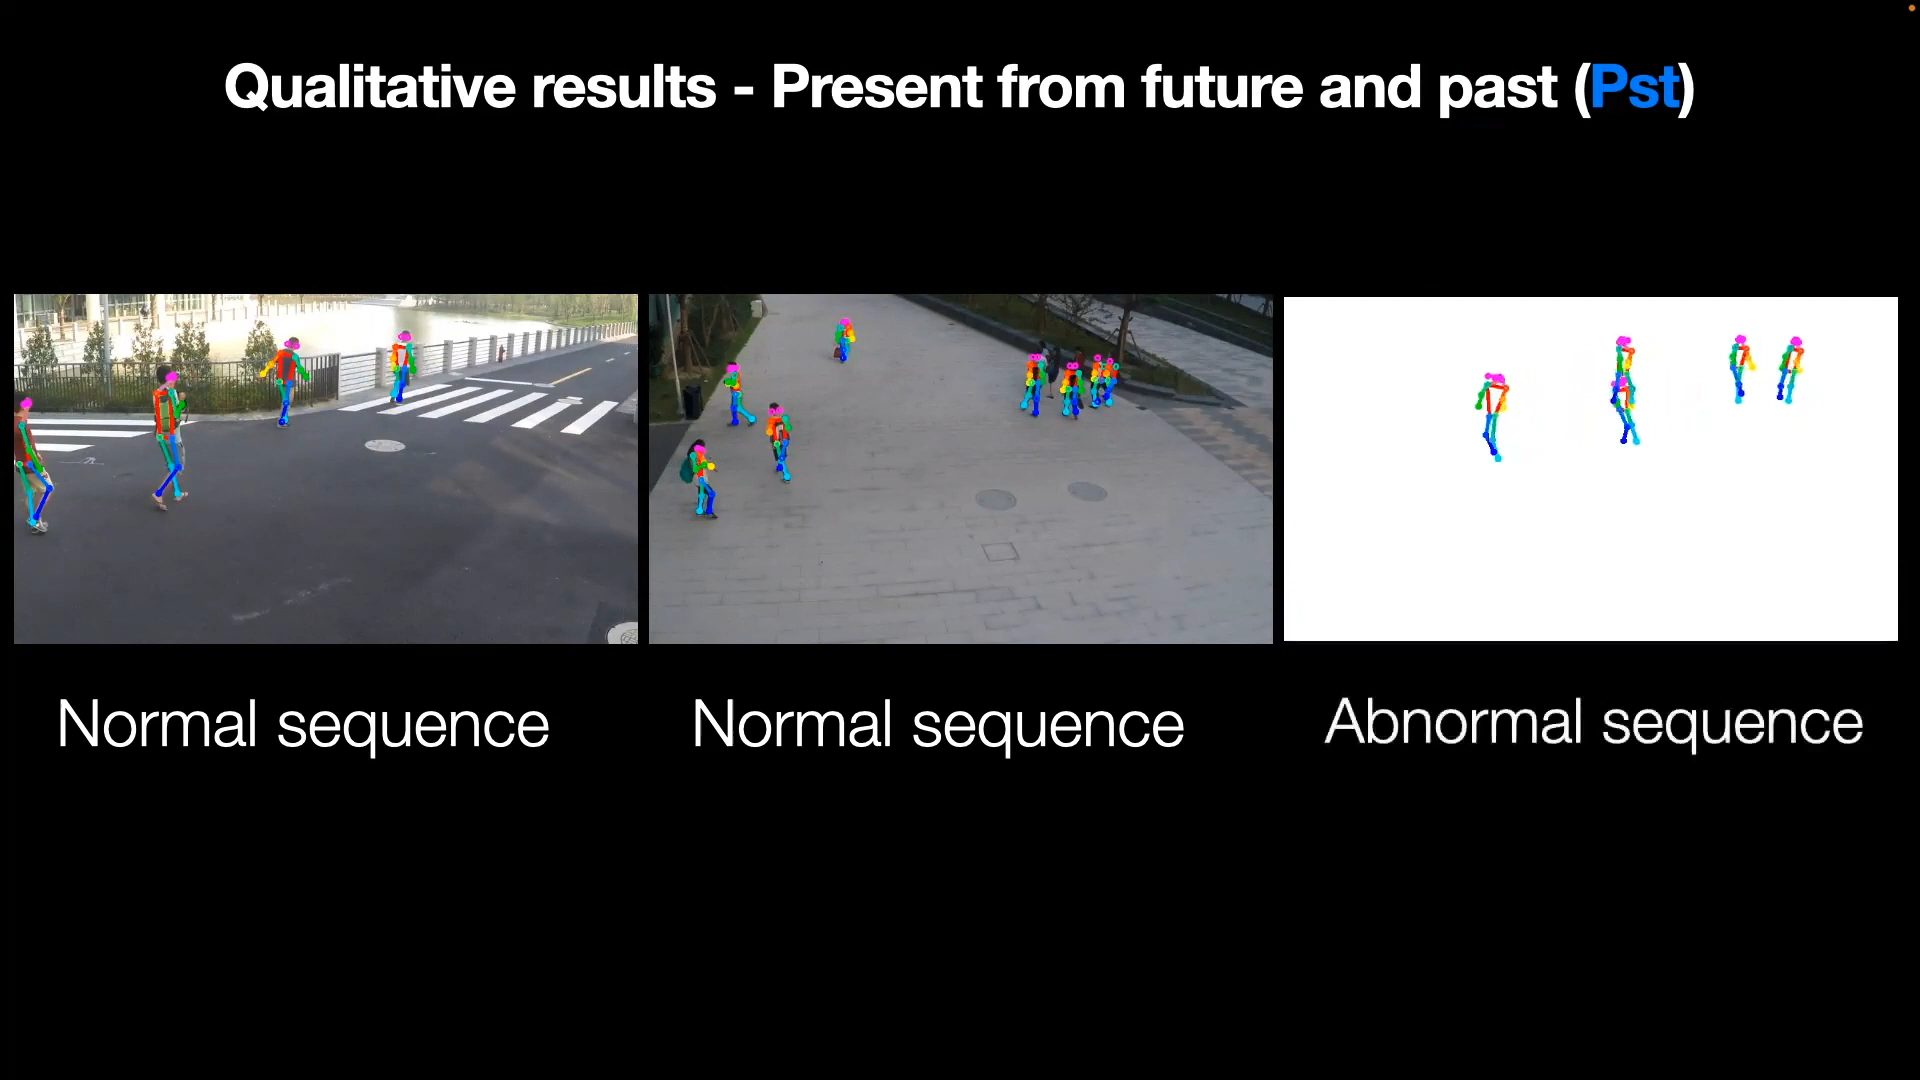 Qualitative results - Present from future and past (Pst)
Normal sequence
Normal sequence
Abnormal sequence